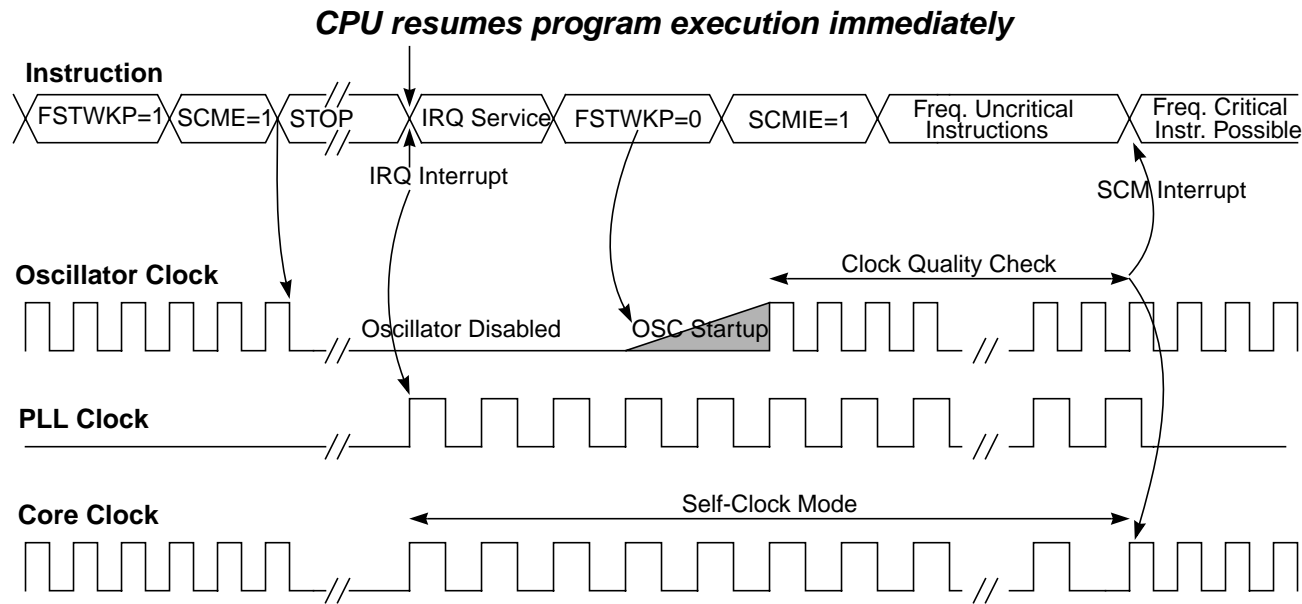 CPU resumes program execution immediately
Instruction
FSTWKP=1
SCME=1
STOP
IRQ Service
FSTWKP=0
SCMIE=1
Freq. Uncritical
Instructions
Freq. Critical
Instr. Possible
IRQ Interrupt
SCM Interrupt
Clock Quality Check
Oscillator Clock
Oscillator Disabled
OSC Startup
PLL Clock
Self-Clock Mode
Core Clock